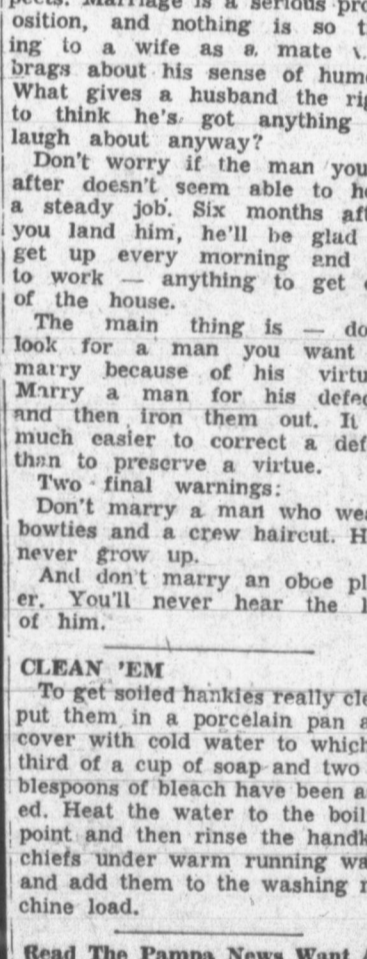 pects. Marriage is a serious pro
osition, and nothing is so t
ing to a wife as a mate
brags about his sense of humo
What gives a husband the rig
to think he's got anything
laugh about anyway?
Don't worry if the man you
after doesn't seem able to ho
a steady job. Six months aft
you land him, he'll be glad
get up every morning and
to work — anything to get
of the house.
The main thing is — do
look for a man you want
marry because of his virtu
Marry a man for his defec
and then iron them out. It
much easier to correct a def
than to preserve a virtue.
Two final warnings:
Don't marry a man who wea
bowties and a crew haircut. H
never grow up.
And don't marry an oboe pl
er. You'll never hear the l
of him.
CLEAN 'EM
To get soiled hankies really cle
put them in a porcelain pan a
cover with cold water to which
third of a cup of soap and two
blespoons of bleach have been a
ed. Heat the water to the boil
point and then rinse the handk
chiefs under warm running wa
and add them to the washing m
chine load.
Read The Pampa News Want A